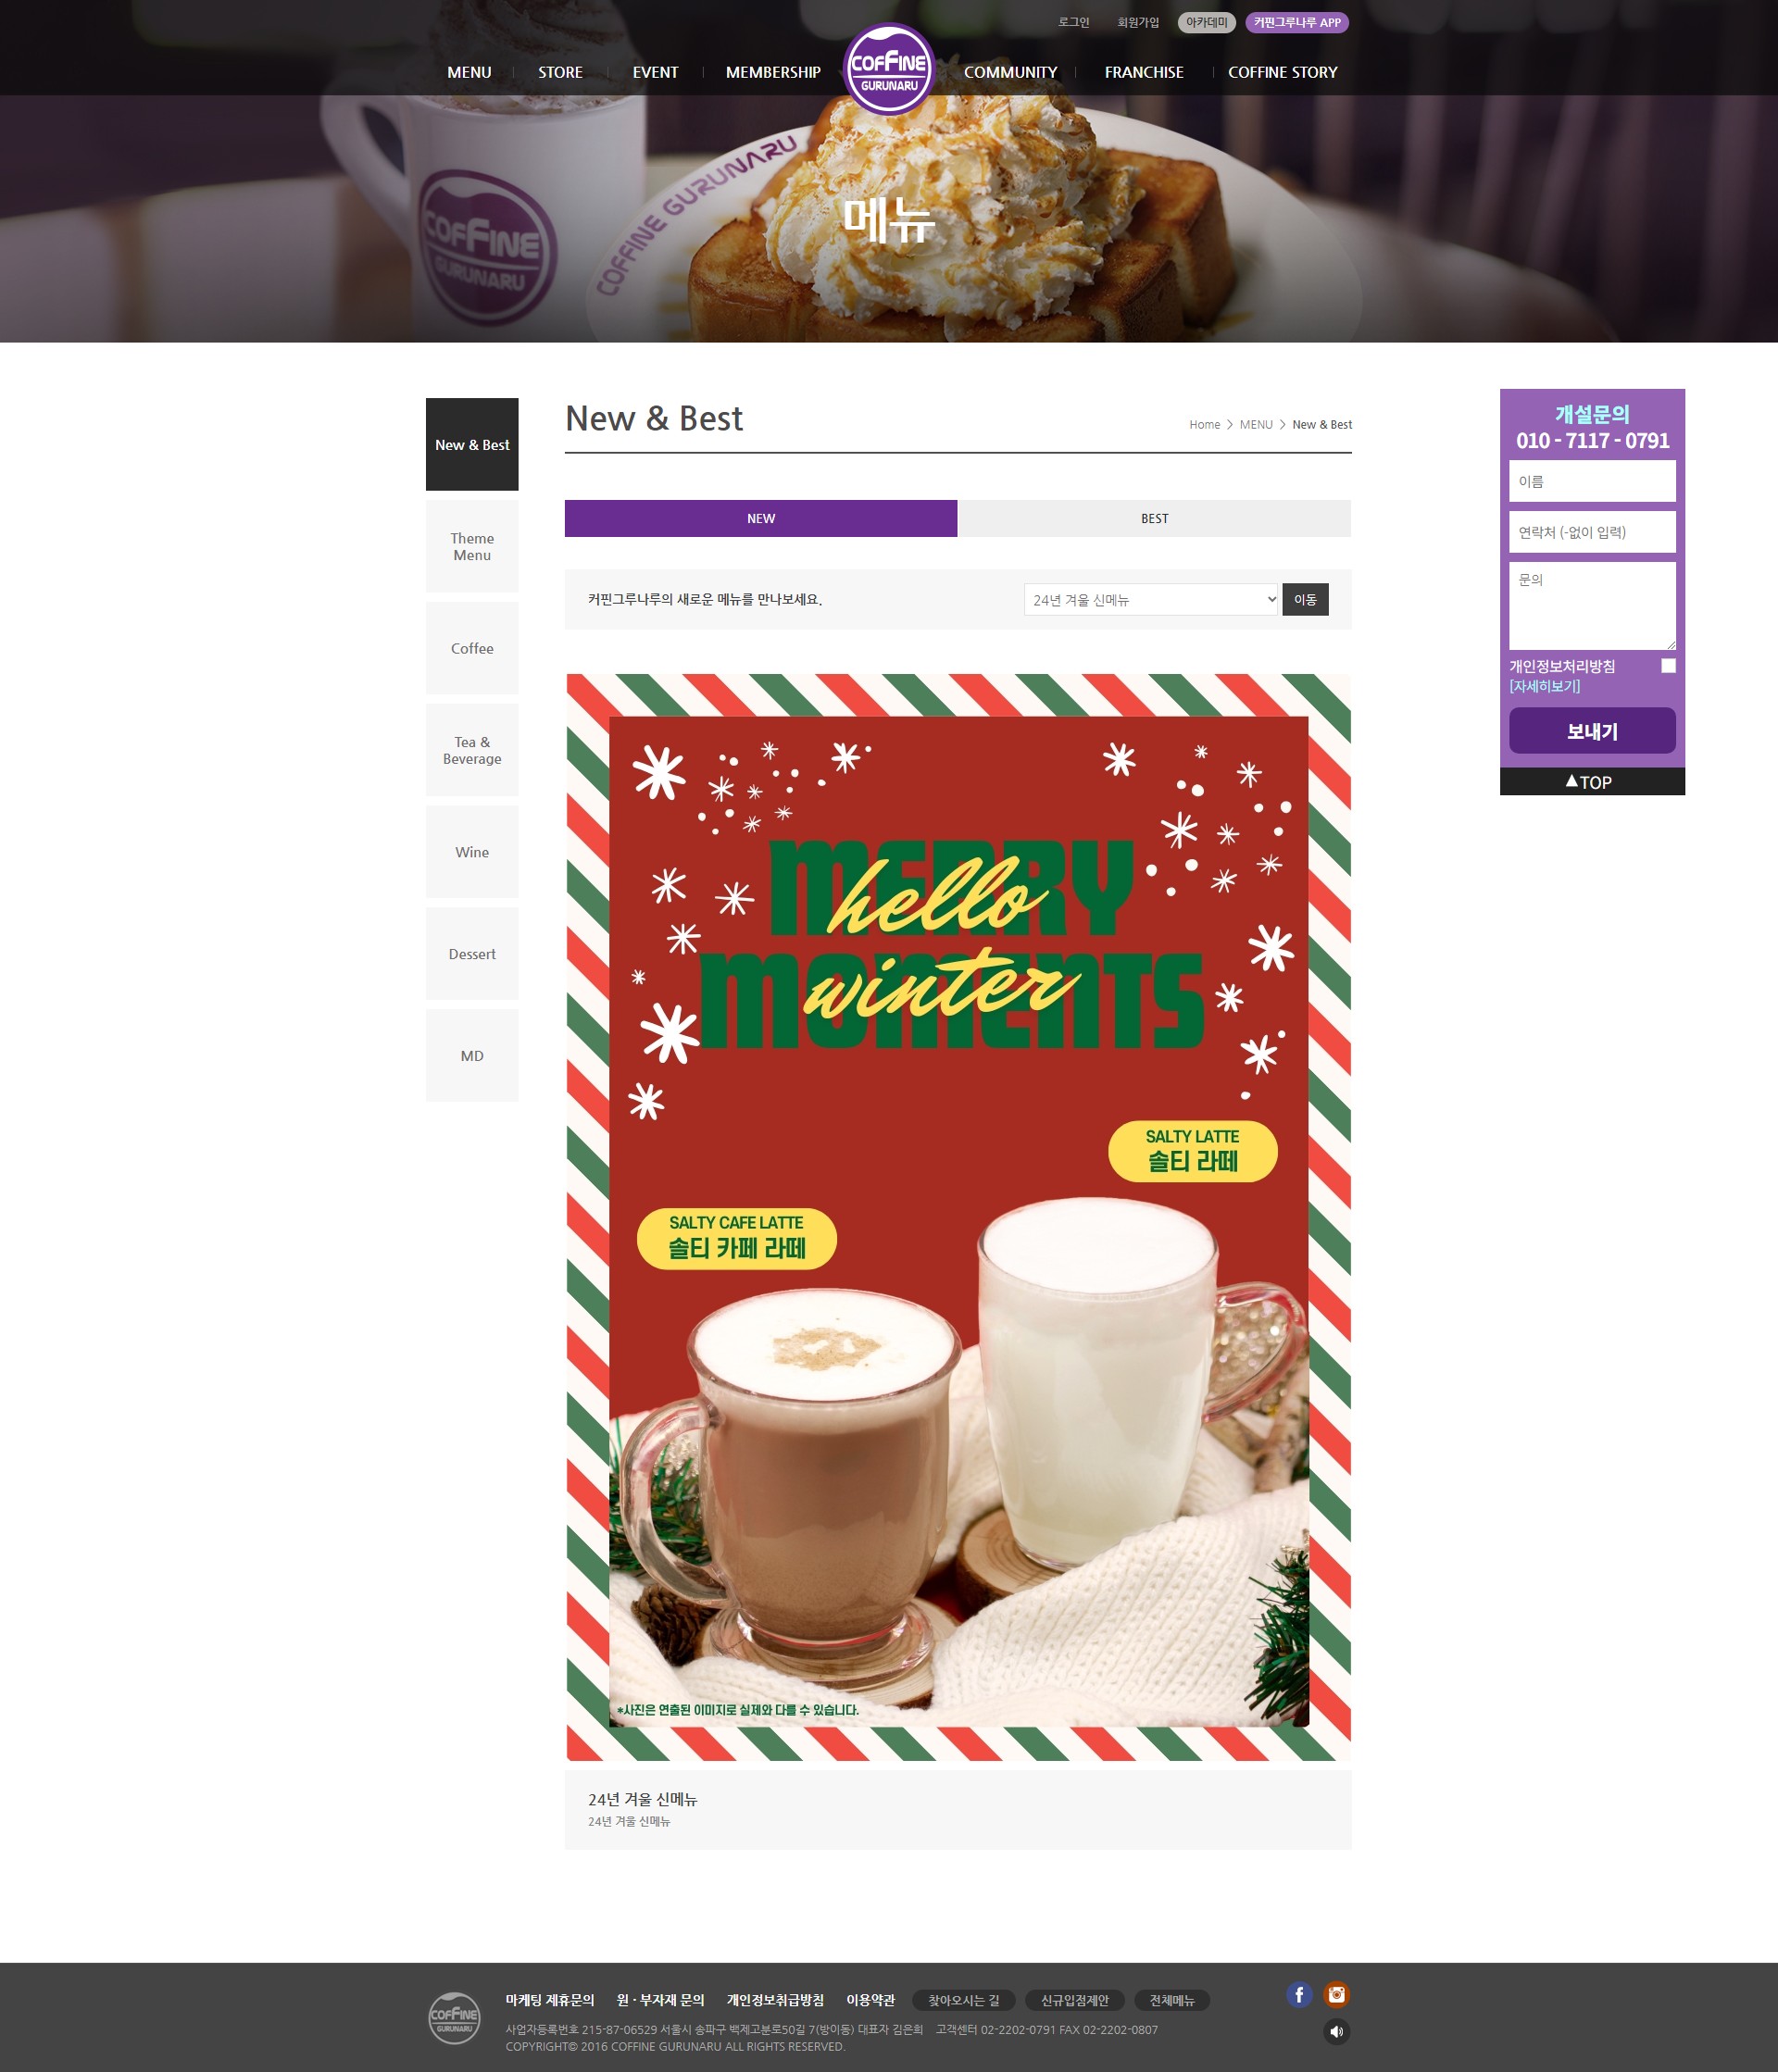 로그인 회원가입 아카데미 커핀그루나루 APP
MENU STORE EVENT MEMBERSHIP COFFINE GURUNARU COMMUNITY FRANCHISE COFFINE STORY
COFFINE GURUNARU
COFFINE
GURUNARU
메뉴
New & Best
Theme
Menu
Coffee
Tea &
Beverage
Wine
Dessert
MD
New & Best
Home > MENU > New & Best
NEW BEST
커핀그루나루의 새로운 메뉴를 만나보세요.
24년 겨울 신메뉴 이동
MERRY
hello
MOMENTS
winter
SALTY LATTE
솔티 라떼
SALTY CAFE LATTE
솔티 카페 라떼
*사진은 연출된 이미지로 실제와 다를 수 있습니다.
24년 겨울 신메뉴
24년 겨울 신메뉴
개설문의
010 - 7117 - 0791
이름
연락처 (-없이 입력)
문의
개인정보처리방침
[자세히보기]
보내기
▲TOP
COFFINE
GURUNARU
마케팅 제휴문의 원 · 부자재 문의 개인정보취급방침 이용약관 찾아오시는 길 신규입점제안 전체메뉴
사업자등록번호 215-87-06529 서울시 송파구 백제고분로50길 7(방이동) 대표자 김은희 고객센터 02-2202-0791 FAX 02-2202-0807
COPYRIGHT© 2016 COFFINE GURUNARU ALL RIGHTS RESERVED.